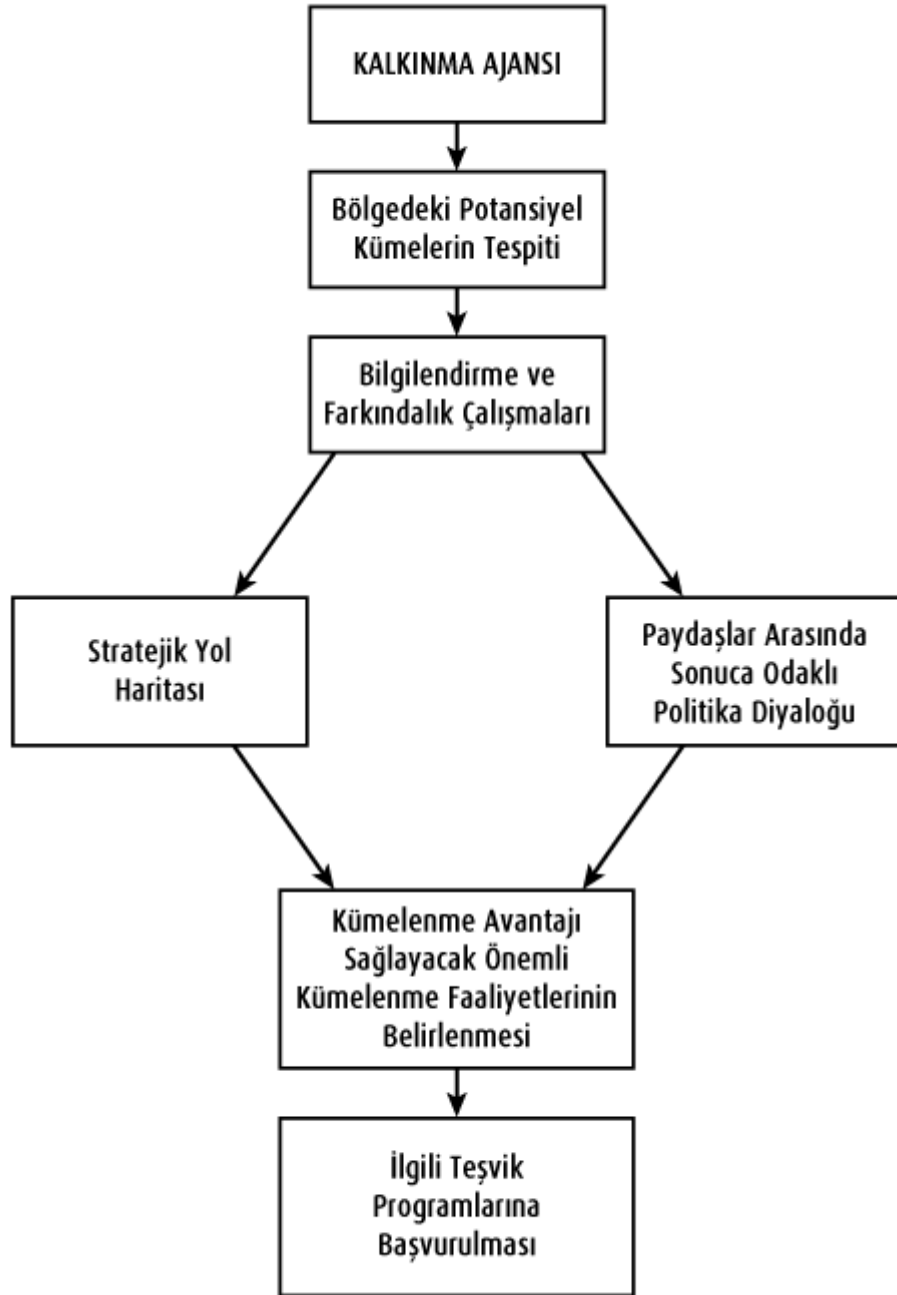 KALKINMA AJANSI
Bölgedeki Potansiyel
Kümelerin Tespiti
Bilgilendirme ve
Farkındalık Çalışmaları
Stratejik Yol
Haritası
Paydaşlar Arasında
Sonuca Odaklı
Politika Diyaloğu
Kümelenme Avantajı
Sağlayacak Önemli
Kümelenme Faaliyetlerinin
Belirlenmesi
İlgili Teşvik
Programlarına
Başvurulması